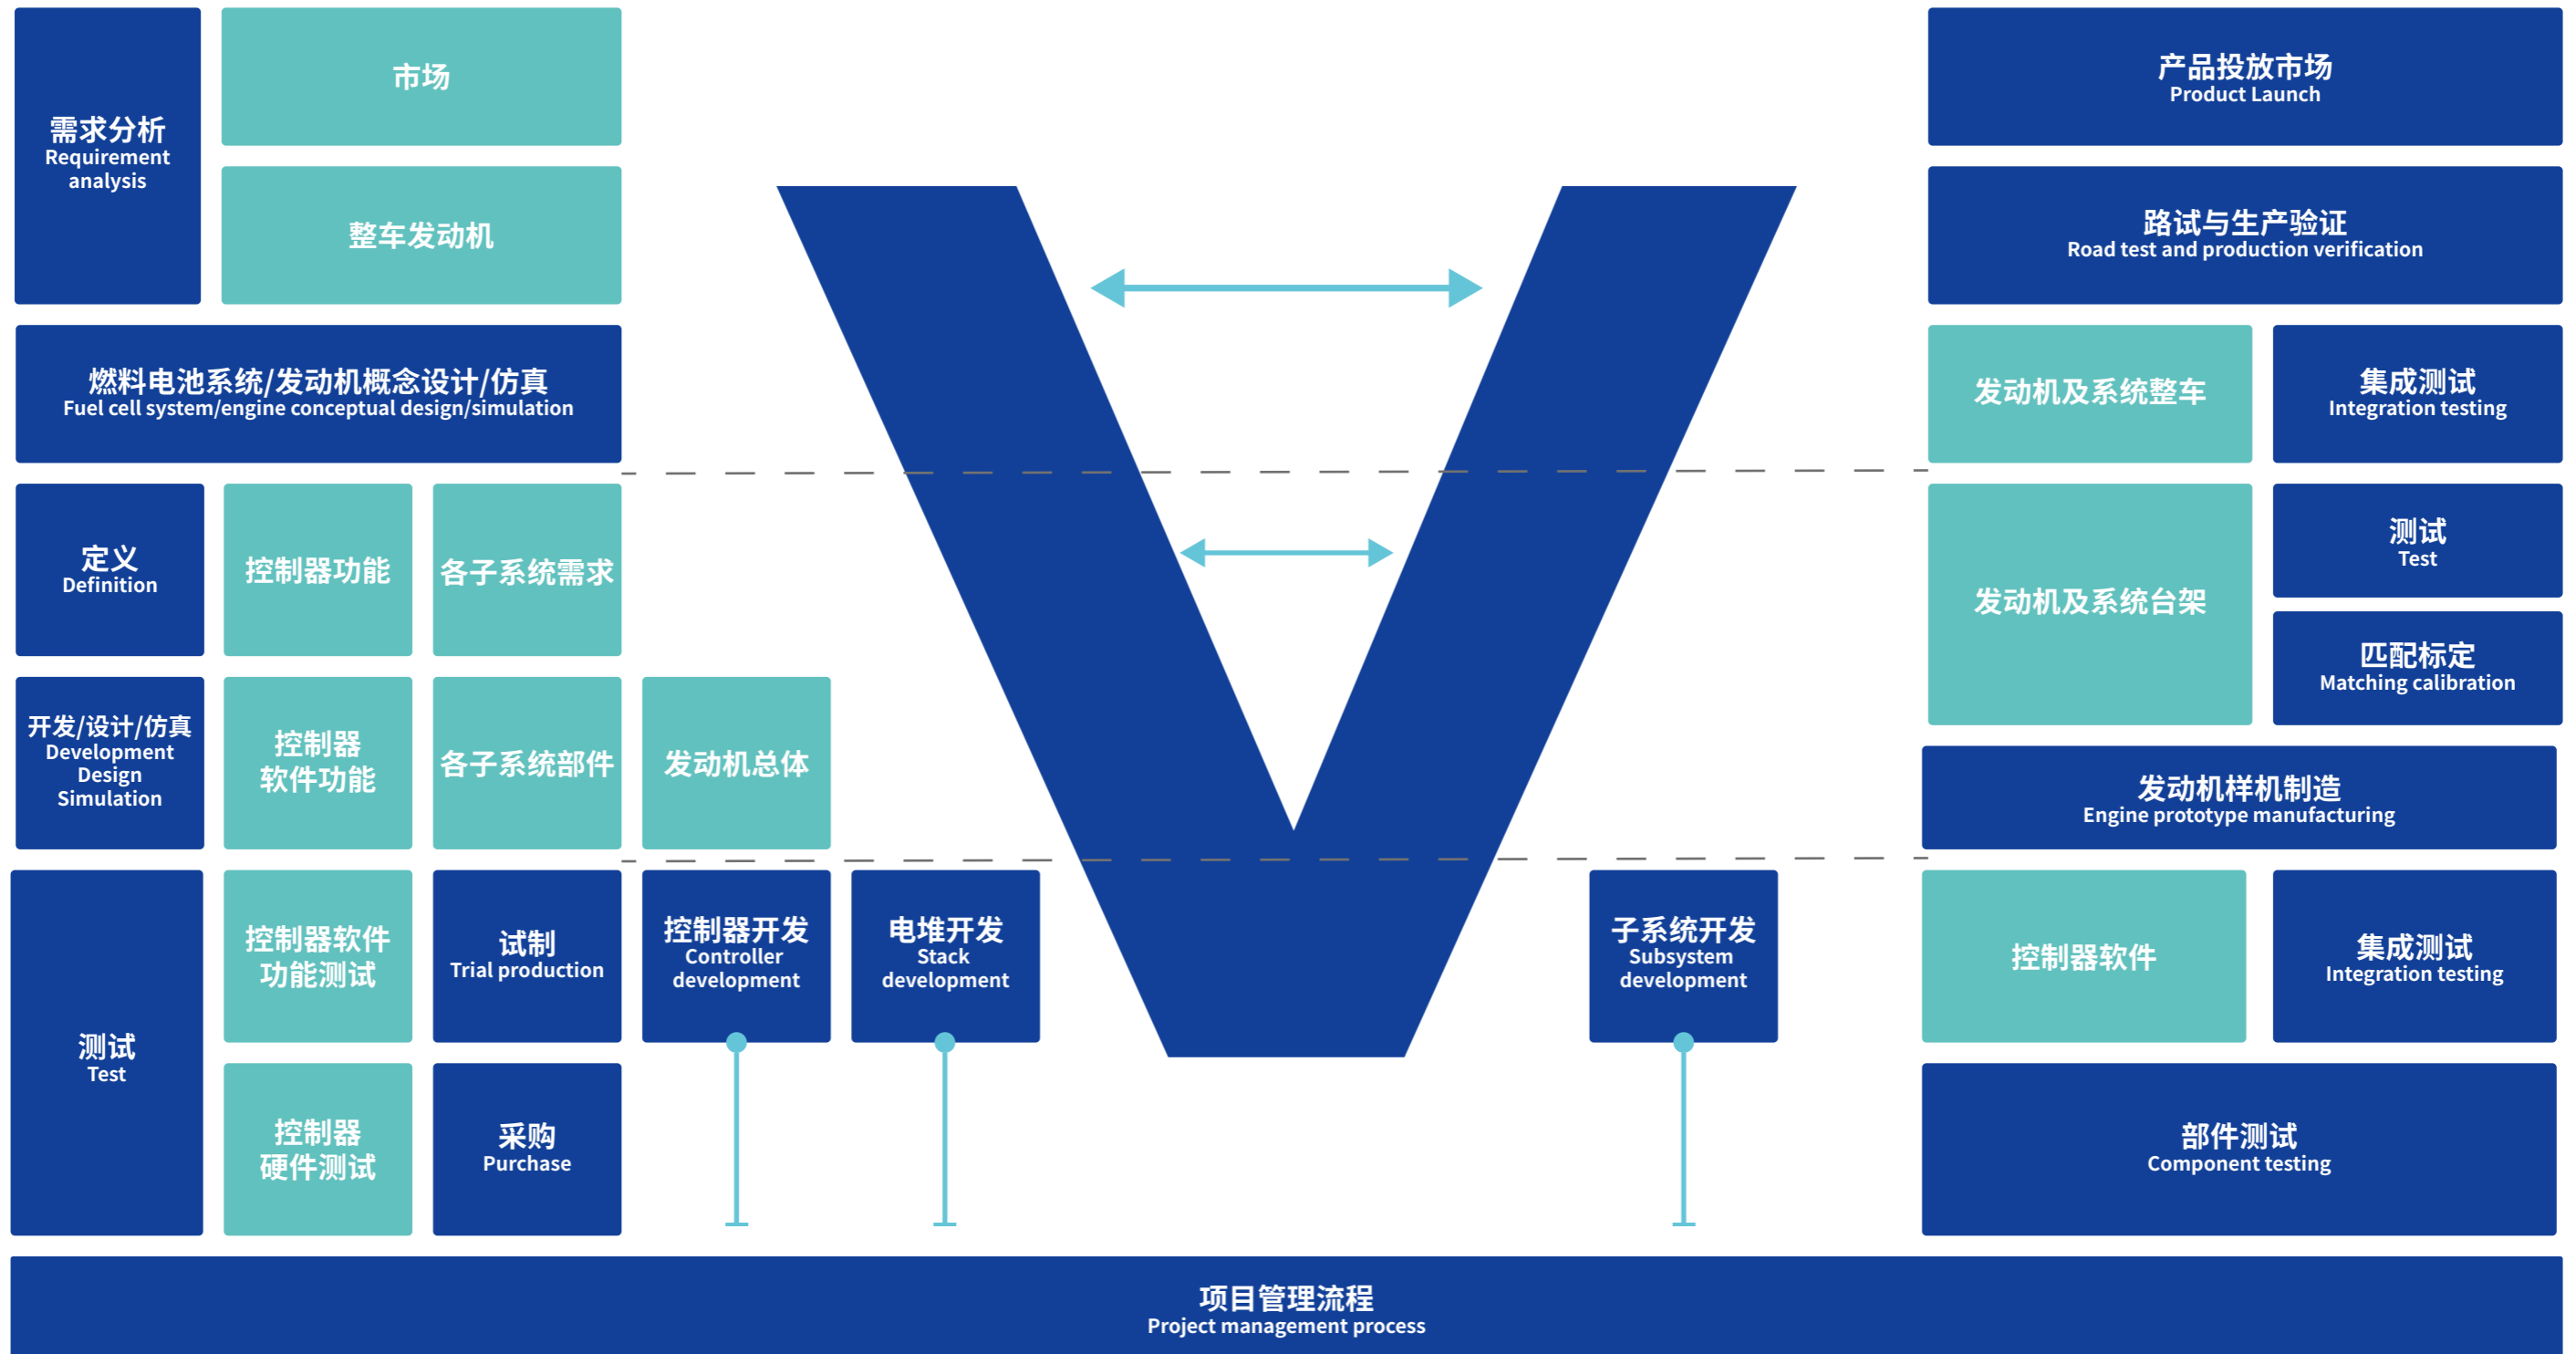 需求分析
Requirement
analysis
市场
整车发动机
燃料电池系统/发动机概念设计/仿真
Fuel cell system/engine conceptual design/simulation
定义
Definition
控制器功能
各子系统需求
开发/设计/仿真
Development
Design
Simulation
控制器
软件功能
各子系统部件
发动机总体
测试
Test
控制器软件
功能测试
试制
Trial production
控制器开发
Controller
development
电堆开发
Stack
development
控制器
硬件测试
采购
Purchase
子系统开发
Subsystem
development
产品投放市场
Product Launch
路试与生产验证
Road test and production verification
发动机及系统整车
集成测试
Integration testing
发动机及系统台架
测试
Test
匹配标定
Matching calibration
发动机样机制造
Engine prototype manufacturing
控制器软件
集成测试
Integration testing
部件测试
Component testing
项目管理流程
Project management process